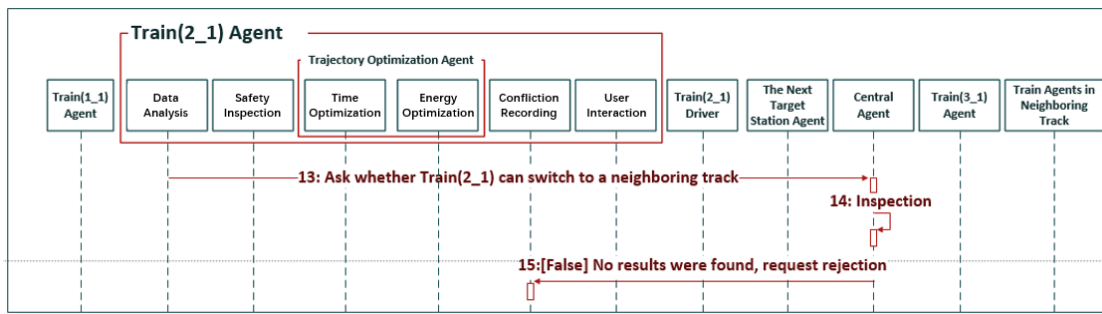 Train(2_1) Agent
Trajectory Optimization Agent
Train(1_1)
Agent
Data
Analysis
Safety
Inspection
Time
Optimization
Energy
Optimization
Confliction
Recording
User
Interaction
Train(2_1)
Driver
The Next
Target
Station Agent
Central
Agent
Train(3_1)
Agent
Train Agents in
Neighboring
Track
13: Ask whether Train(2_1) can switch to a neighboring track
14: Inspection
15:[False] No results were found, request rejection